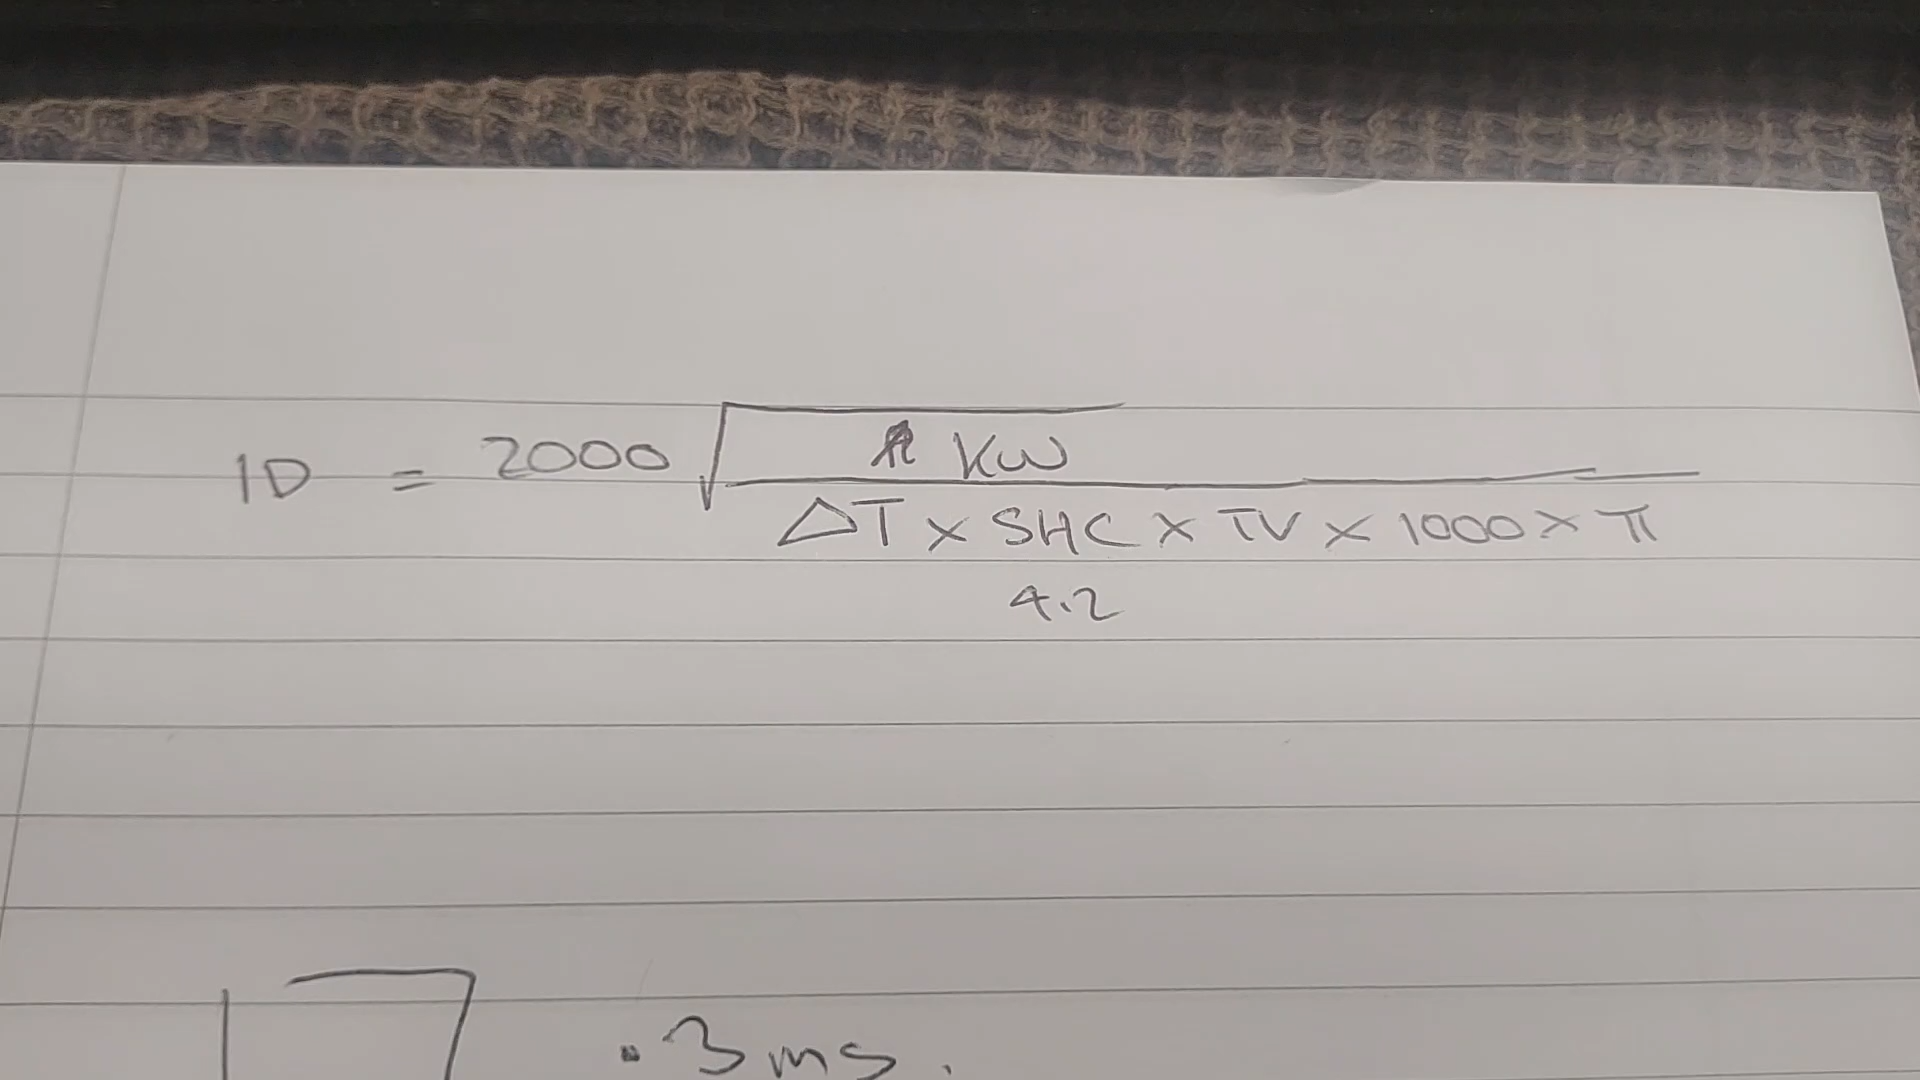 ID = 2000 √ KW
ΔT × SHC × TV × 1000 × π
4.2
.3ms.